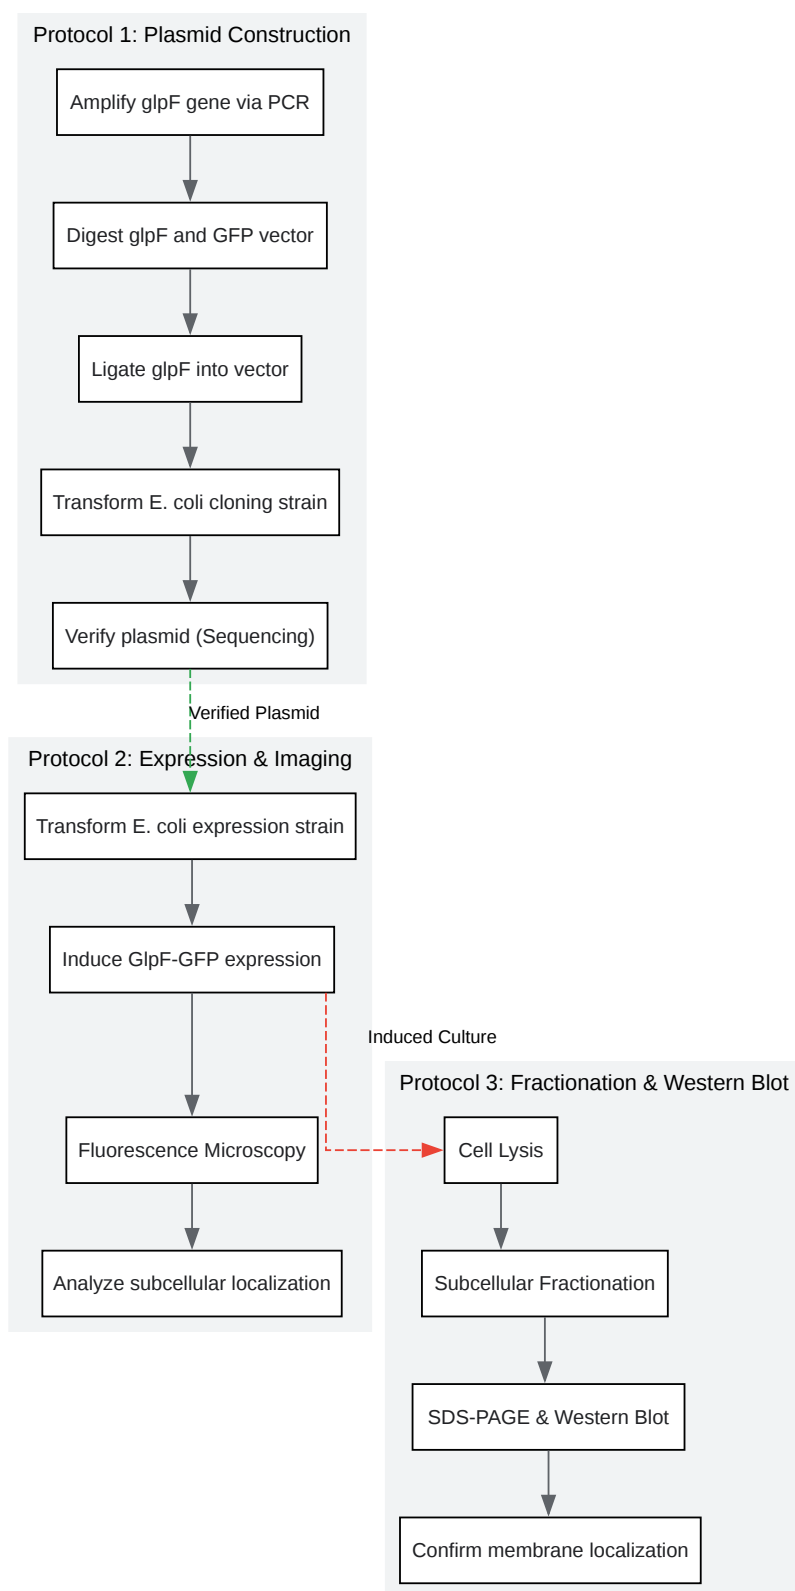 Protocol 1: Plasmid Construction
Amplify glpF gene via PCR
Digest glpF and GFP vector
Ligate glpF into vector
Transform E. coli cloning strain
Verify plasmid (Sequencing)
Verified Plasmid
Protocol 2: Expression & Imaging
Transform E. coli expression strain
Induce GlpF-GFP expression
Induced Culture
Fluorescence Microscopy
Analyze subcellular localization
Protocol 3: Fractionation & Western Blot
Cell Lysis
Subcellular Fractionation
SDS-PAGE & Western Blot
Confirm membrane localization